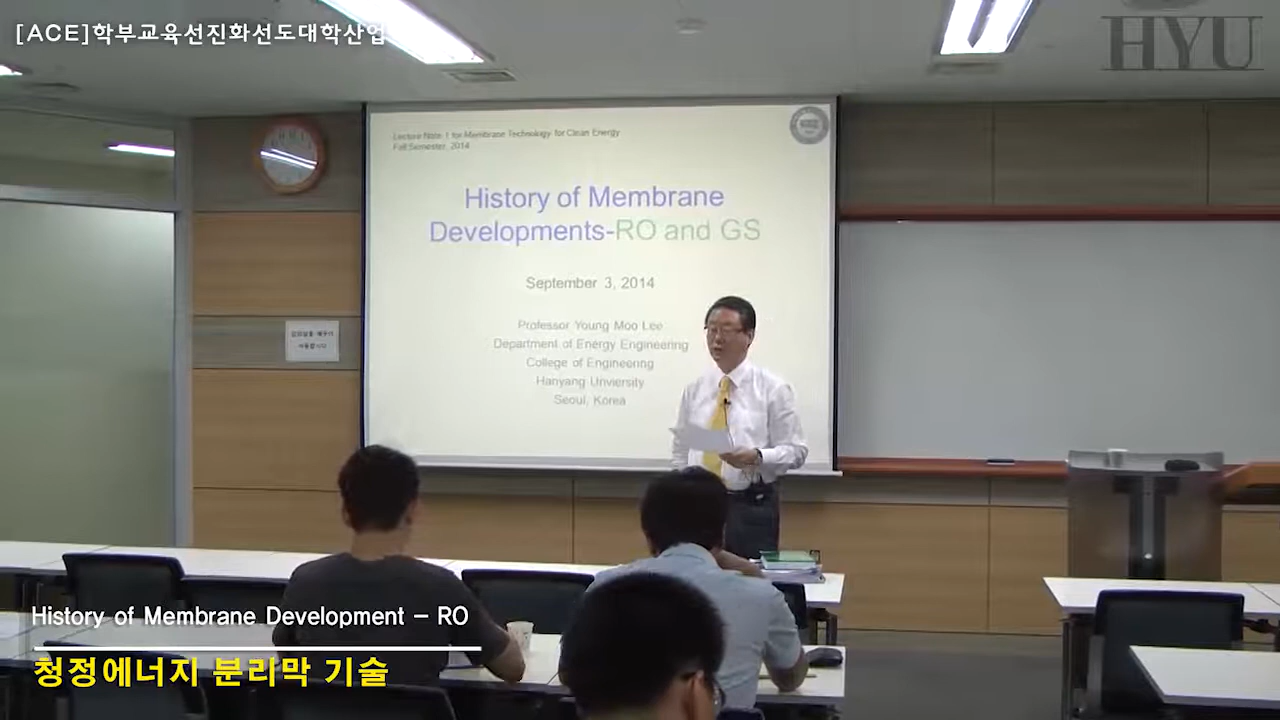 [ACE]학부교육선진화선도대학산업
HYU
Lecture Note 1 for Membrane Technology for Clean Energy
Fall Semester, 2014
History of Membrane
Developments-RO and GS
September 3, 2014
Professor Young Moo Lee
Department of Energy Engineering
College of Engineering
Hanyang Unviersity
Seoul, Korea
History of Membrane Development – RO
청정에너지 분리막 기술